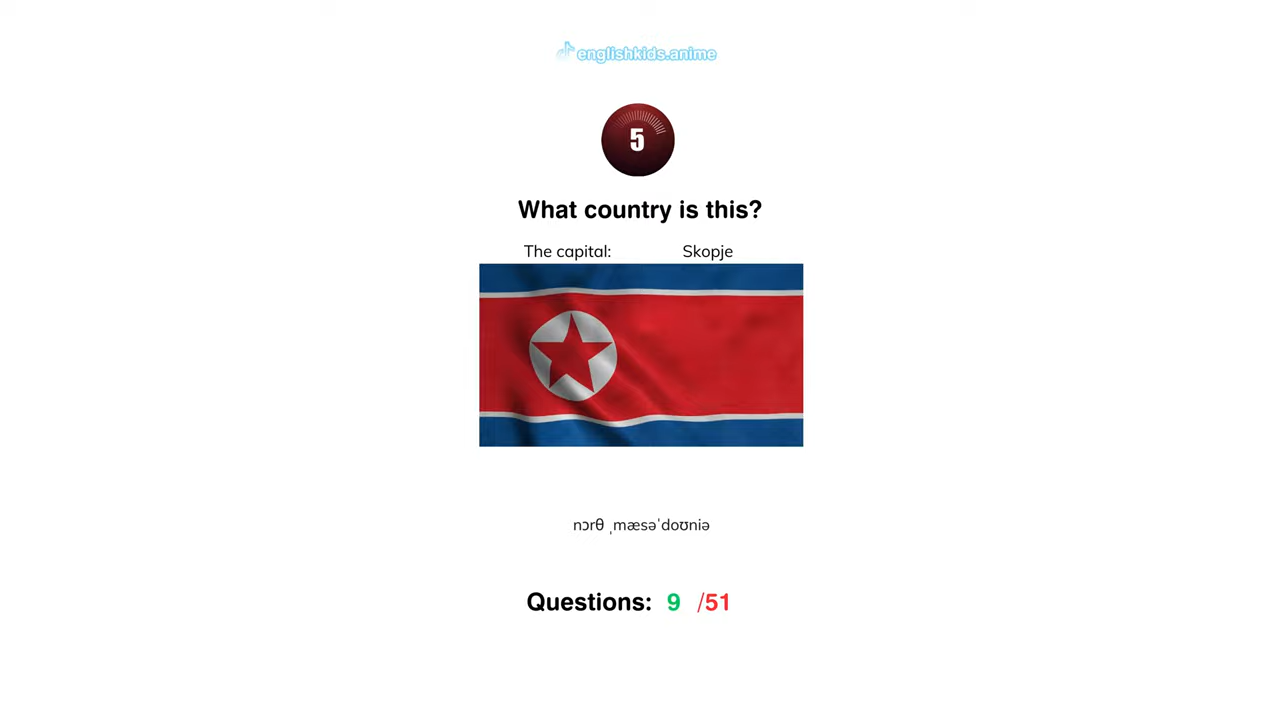 englishkids.anime
5
What country is this?
The capital: Skopje
nɔrθ ˌmæsəˈdoʊniə
Questions: 9 /51